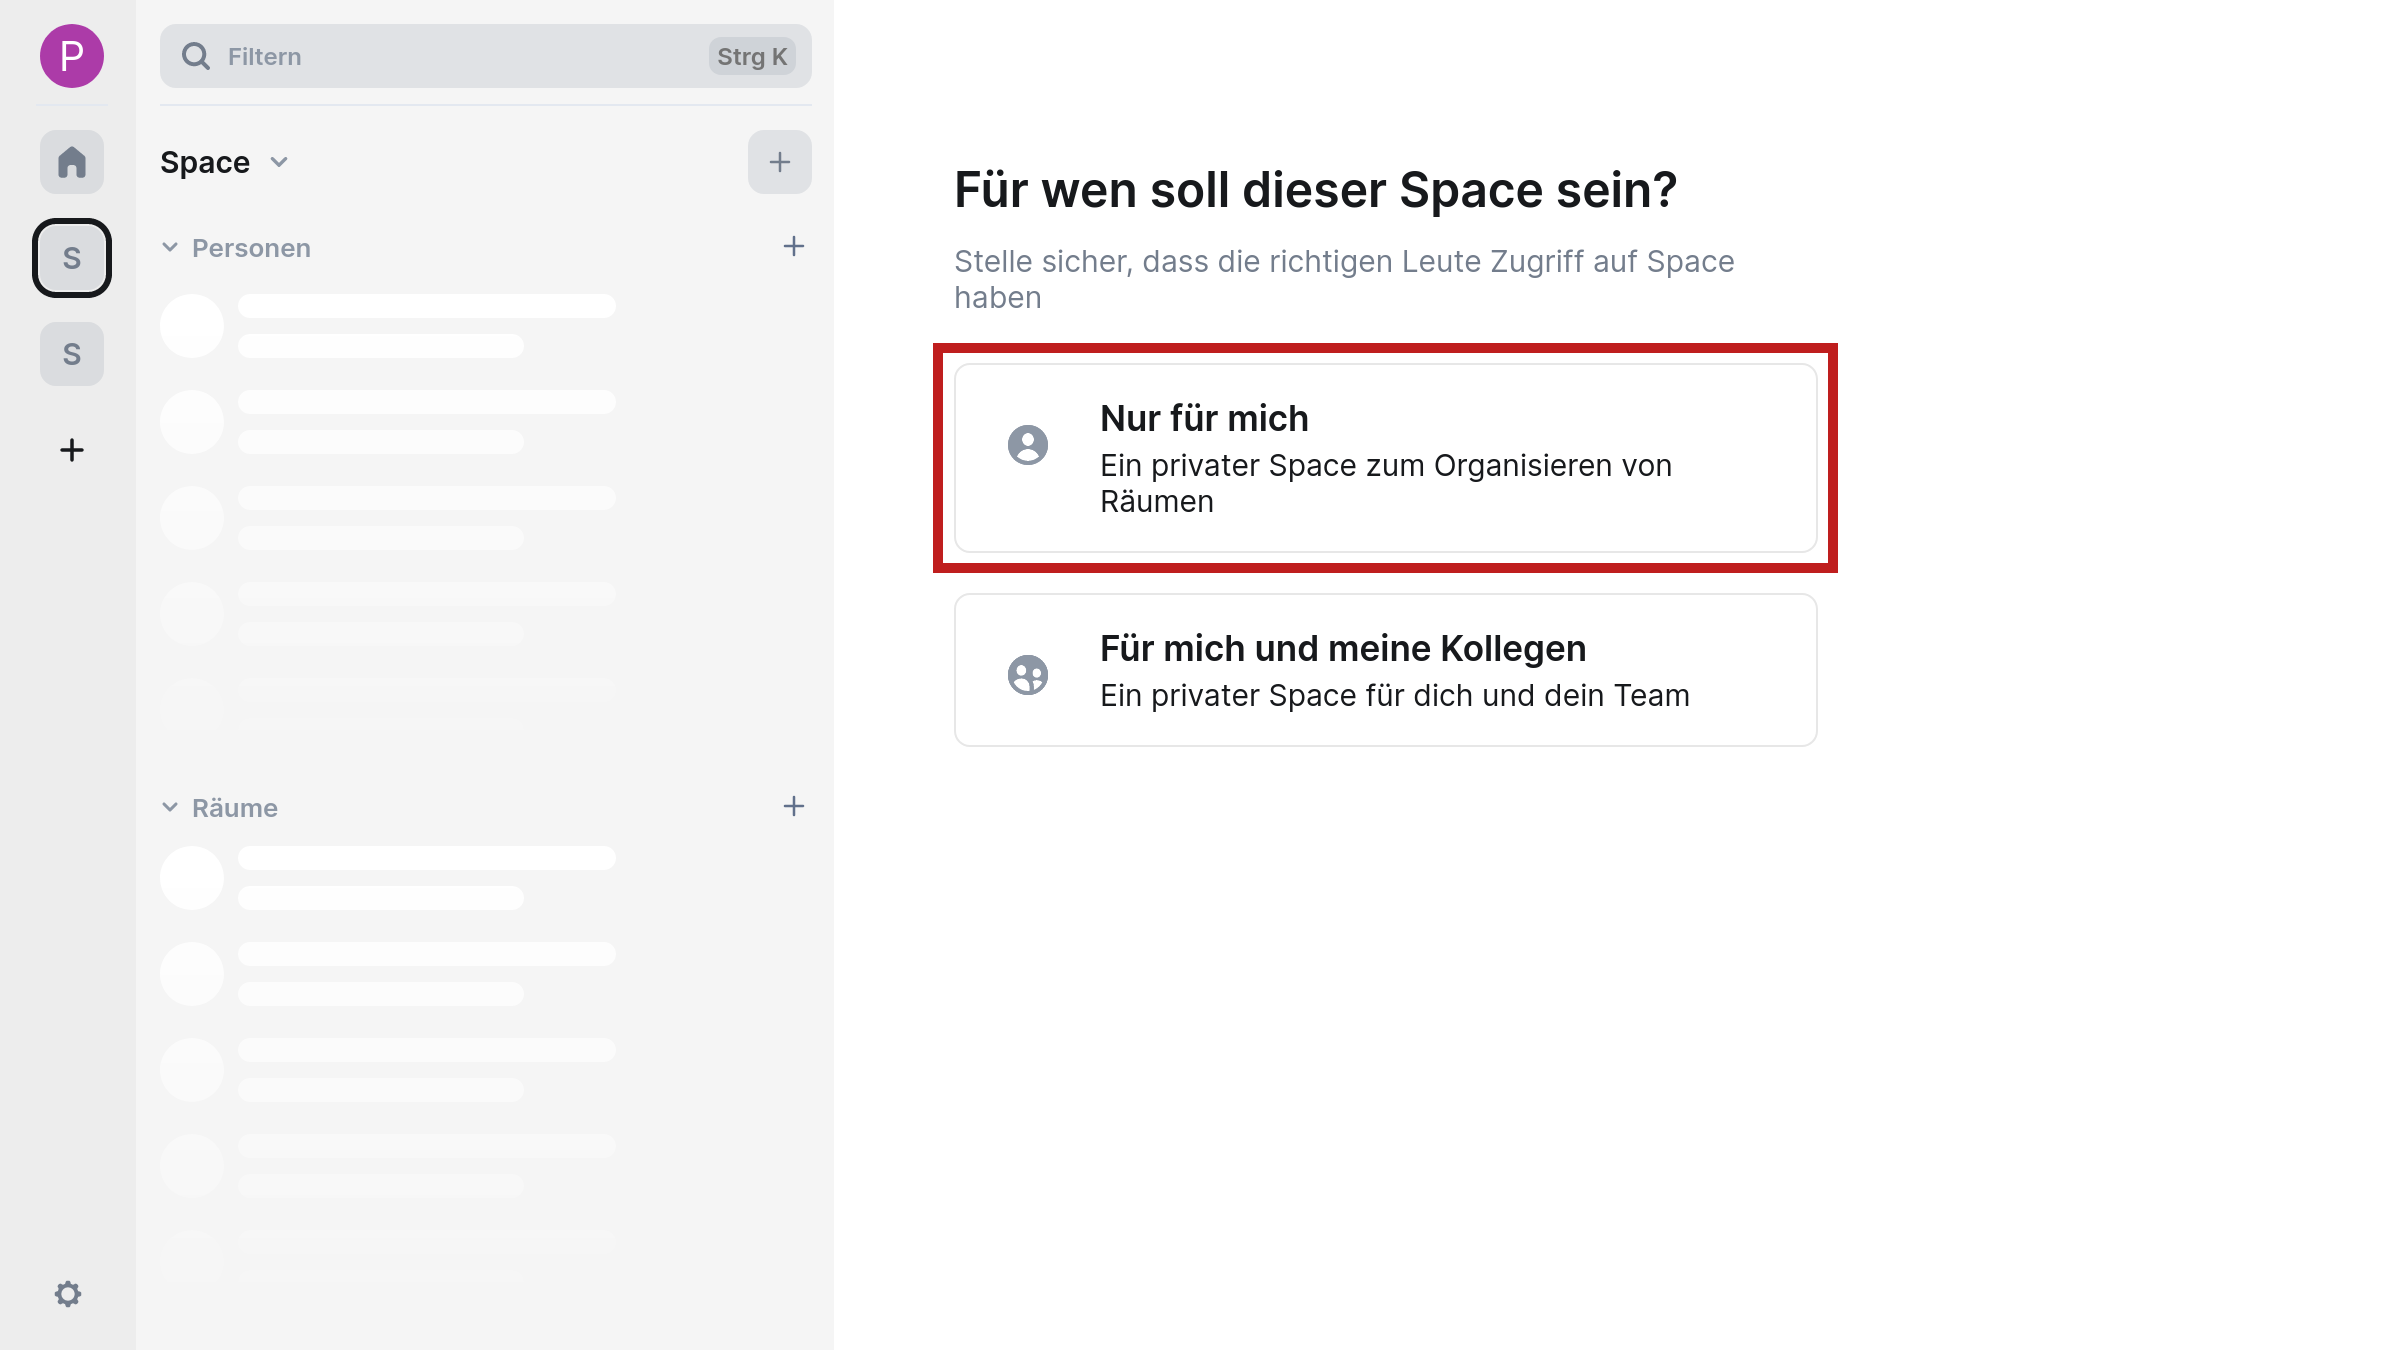 P
Filtern
Strg K
Space
S
Personen
S
Räume
Für wen soll dieser Space sein?
Stelle sicher, dass die richtigen Leute Zugriff auf Space
haben
Nur für mich
Ein privater Space zum Organisieren von
Räumen
Für mich und meine Kollegen
Ein privater Space für dich und dein Team